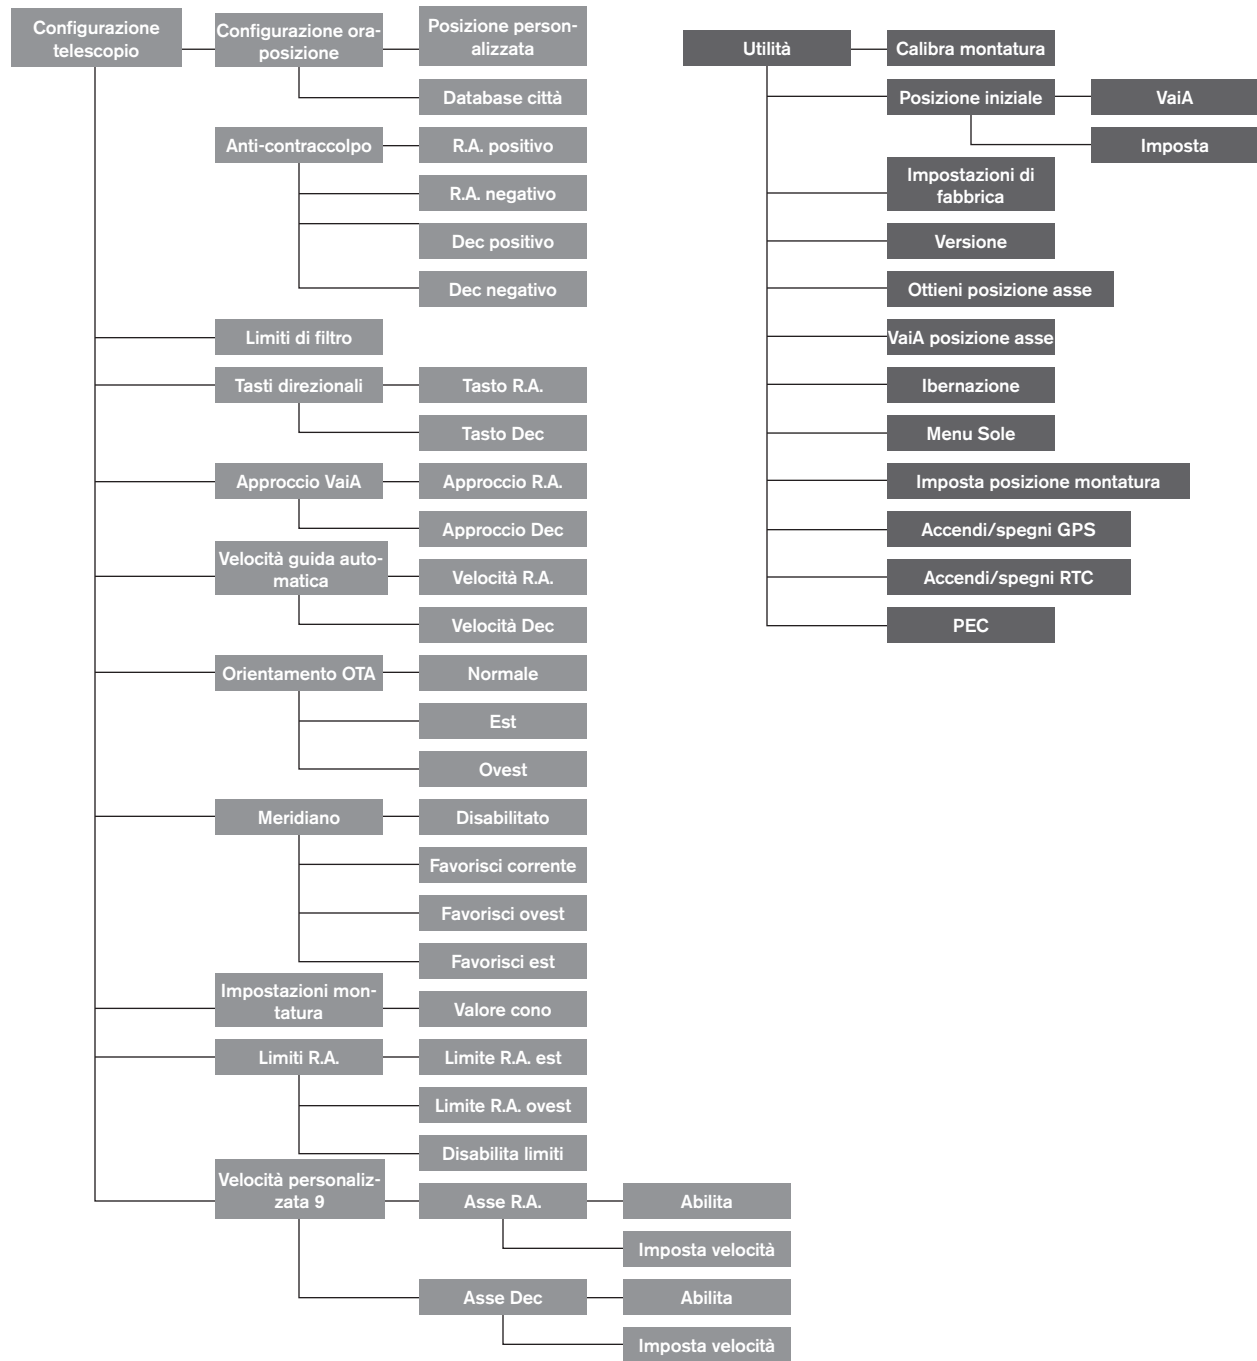 Configurazione
telescopio
Configurazione ora-
posizione
Posizione person-
alizzata
Database città
Anti-contraccolpo
R.A. positivo
R.A. negativo
Dec positivo
Dec negativo
Limiti di filtro
Tasti direzionali
Tasto R.A.
Tasto Dec
Approccio VaiA
Approccio R.A.
Approccio Dec
Velocità guida auto-
matica
Velocità R.A.
Velocità Dec
Orientamento OTA
Normale
Est
Ovest
Meridiano
Disabilitato
Favorisci corrente
Favorisci ovest
Favorisci est
Impostazioni mon-
tatura
Valore cono
Limiti R.A.
Limite R.A. est
Limite R.A. ovest
Disabilita limiti
Velocità personaliz-
zata 9
Asse R.A.
Abilita
Imposta velocità
Asse Dec
Abilita
Imposta velocità
Utilità
Calibra montatura
Posizione iniziale
VaiA
Imposta
Impostazioni di
fabbrica
Versione
Ottieni posizione asse
VaiA posizione asse
Ibernazione
Menu Sole
Imposta posizione montatura
Accendi/spegni GPS
Accendi/spegni RTC
PEC